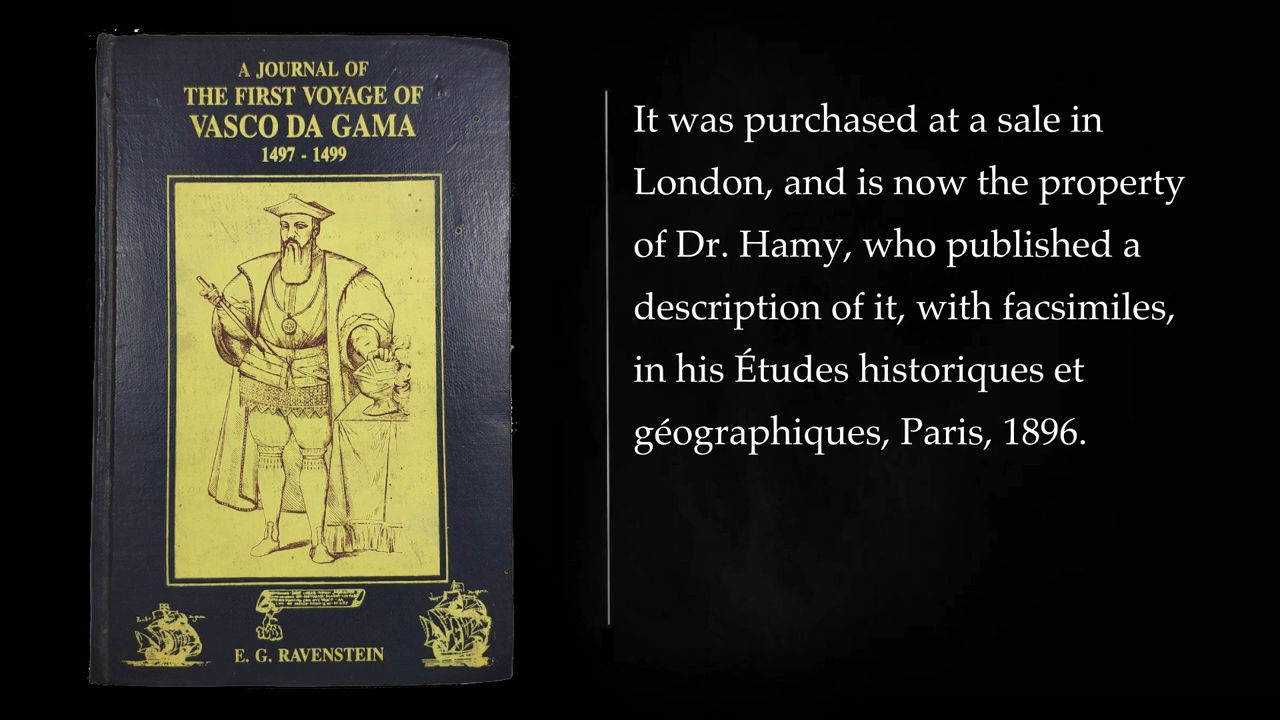 A JOURNAL OF
THE FIRST VOYAGE OF
VASCO DA GAMA
1497 - 1499
E. G. RAVENSTEIN
It was purchased at a sale in
London, and is now the property
of Dr. Hamy, who published a
description of it, with facsimiles,
in his Études historiques et
géographiques, Paris, 1896.